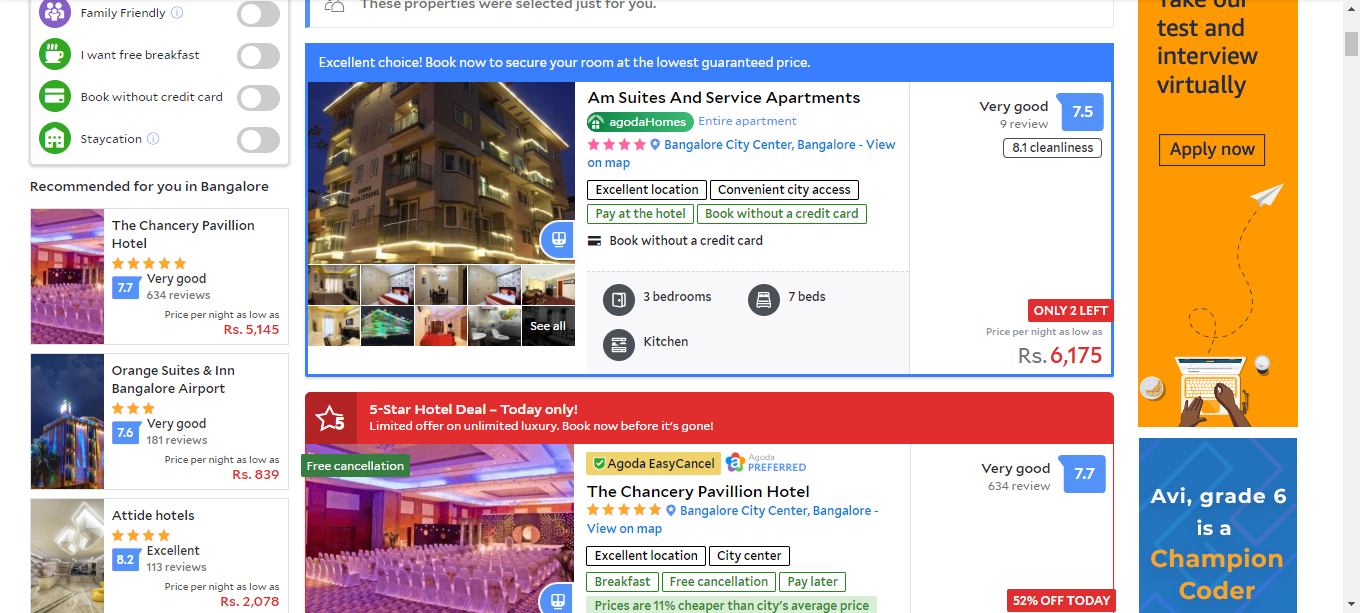 Family Friendly
I want free breakfast
Book without credit card
Staycation
Recommended for you in Bangalore
The Chancery Pavillion
Hotel
7.7
Very good
634 reviews
Price per night as low as
Rs. 5,145
Orange Suites & Inn
Bangalore Airport
7.6
Very good
181 reviews
Price per night as low as
Rs. 839
Attide hotels
8.2
Excellent
113 reviews
Price per night as low as
Rs. 2,078
These properties were selected just for you.
Excellent choice! Book now to secure your room at the lowest guaranteed price.
See all
Am Suites And Service Apartments
agodaHomes Entire apartment
Bangalore City Center, Bangalore - View
on map
Excellent location Convenient city access
Pay at the hotel Book without a credit card
Book without a credit card
3 bedrooms 7 beds
Kitchen
Very good 7.5
9 review
8.1 cleanliness
ONLY 2 LEFT
Price per night as low as
Rs. 6,175
5
5-Star Hotel Deal – Today only!
Limited offer on unlimited luxury. Book now before it's gone!
Free cancellation
Agoda EasyCancel
a Agoda
PREFERRED
The Chancery Pavillion Hotel
Bangalore City Center, Bangalore -
View on map
Excellent location City center
Breakfast Free cancellation Pay later
Prices are 11% cheaper than city's average price
Very good 7.7
634 review
52% OFF TODAY
Take our
test and
interview
virtually
Apply now
Avi, grade 6
is a
Champion
Coder